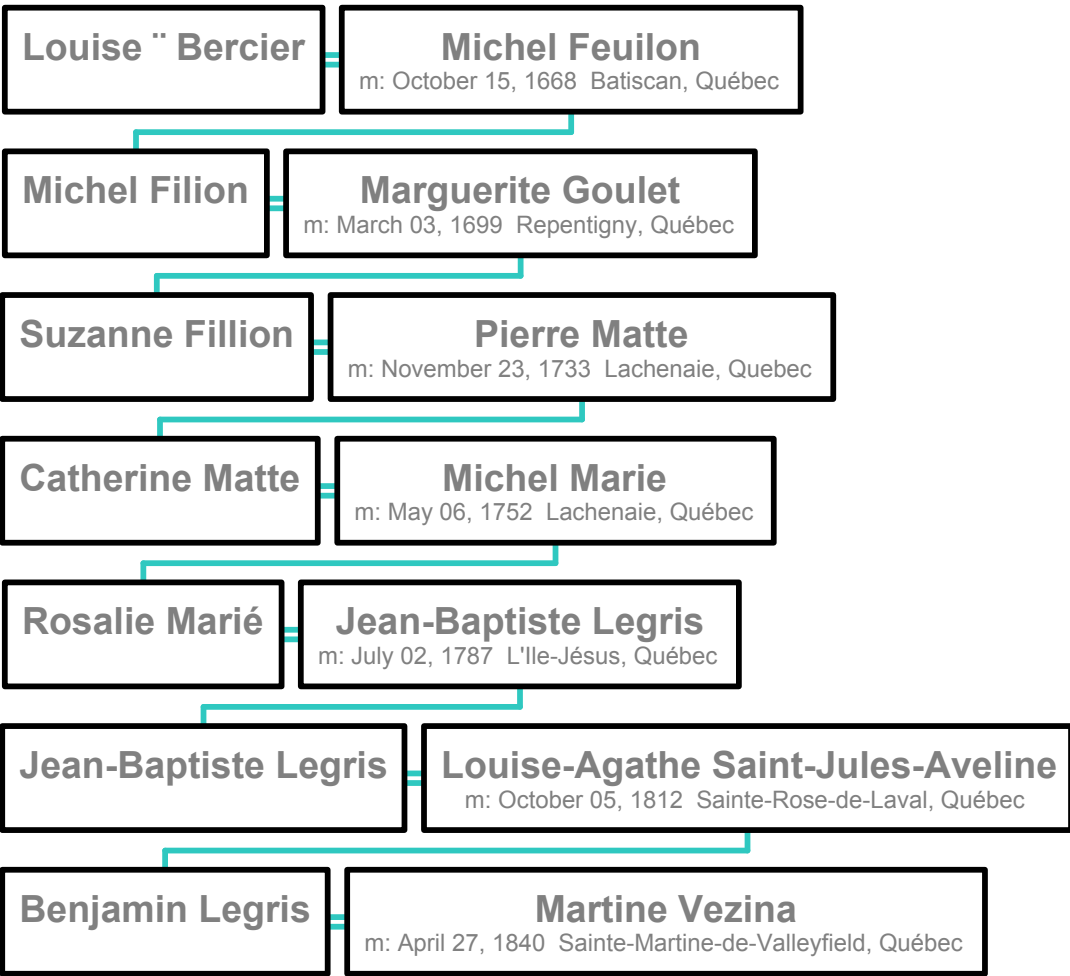 Louise ¨ Bercier
Michel Feuilon
m: October 15, 1668  Batiscan, Québec
Michel Filion
Marguerite Goulet
m: March 03, 1699  Repentigny, Québec
Suzanne Fillion
Pierre Matte
m: November 23, 1733  Lachenaie, Quebec
Catherine Matte
Michel Marie
m: May 06, 1752  Lachenaie, Québec
Rosalie Marié
Jean-Baptiste Legris
m: July 02, 1787  L'Ile-Jésus, Québec
Jean-Baptiste Legris
Louise-Agathe Saint-Jules-Aveline
m: October 05, 1812  Sainte-Rose-de-Laval, Québec
Benjamin Legris
Martine Vezina
m: April 27, 1840  Sainte-Martine-de-Valleyfield, Québec